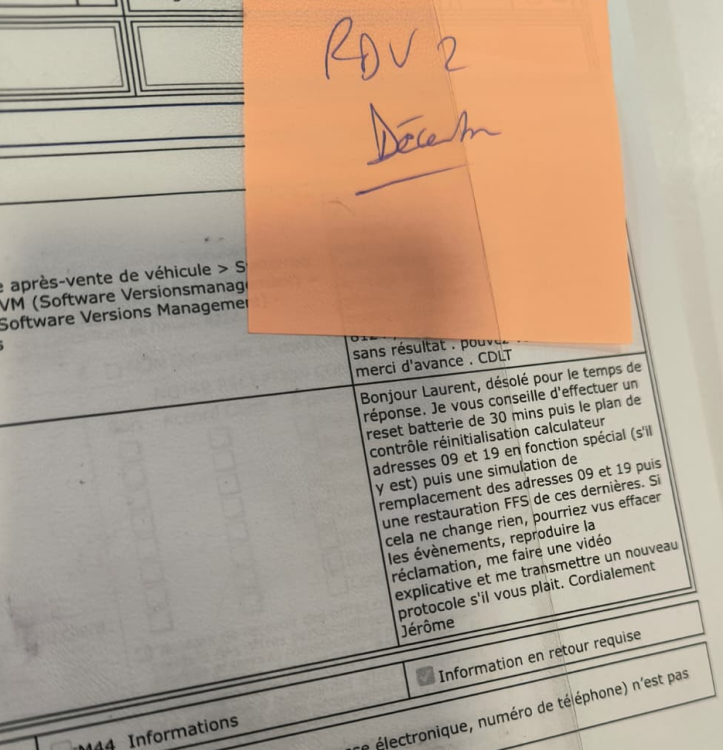 RDV 2
Décembre
après-vente de véhicule > S
VM (Software Versionsmanag
Software Versions Managemen
s
sans résultat . pouvez
merci d'avance . CDLT
Bonjour Laurent, désolé pour le temps de
réponse. Je vous conseille d'effectuer un
reset batterie de 30 mins puis le plan de
contrôle réinitialisation calculateur
adresses 09 et 19 en fonction spécial (s'il
y est) puis une simulation de
remplacement des adresses 09 et 19 puis
une restauration FFS de ces dernières. Si
cela ne change rien, pourriez vus effacer
les évènements, reproduire la
réclamation, me faire une vidéo
explicative et me transmettre un nouveau
protocole s'il vous plait. Cordialement
Jérôme
Information en retour requise
M44 Informations
électronique, numéro de téléphone) n'est pas